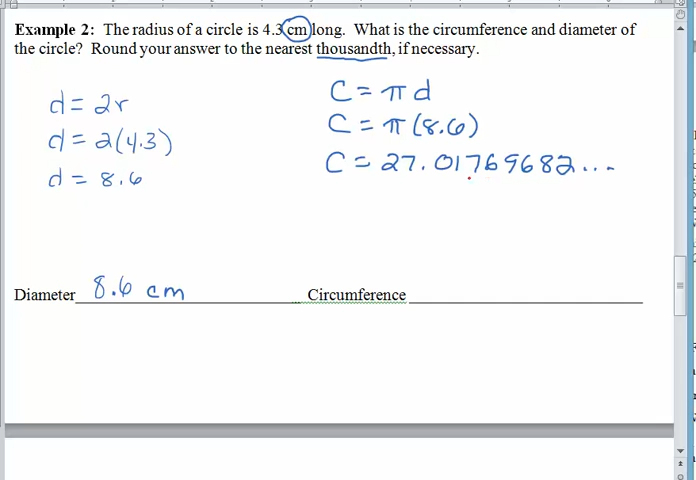 Example 2: The radius of a circle is 4.3 cm long. What is the circumference and diameter of
the circle? Round your answer to the nearest thousandth, if necessary.
d = 2r
d = 2(4.3)
d = 8.6
C = π d
C = π (8.6)
C = 27.01769682...
Diameter 8.6 cm
Circumference